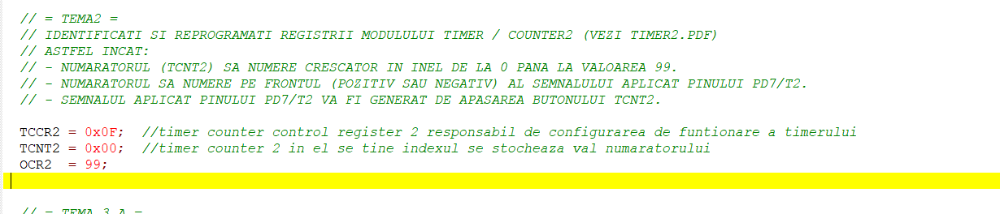 // = TEMA2 =
// IDENTIFICATI SI REPROGRAMATI REGISTRII MODULULUI TIMER / COUNTER2 (VEZI TIMER2.PDF)
// ASTFEL INCAT:
// - NUMARATORUL (TCNT2) SA NUMERE CRESCATOR IN INEL DE LA 0 PANA LA VALOAREA 99.
// - NUMARATORUL SA NUMERE PE FRONTUL (POZITIV SAU NEGATIV) AL SEMNALULUI APLICAT PINULUI PD7/T2.
// - SEMNALUL APLICAT PINULUI PD7/T2 VA FI GENERAT DE APASAREA BUTONULUI TCNT2.
TCCR2 = 0x0F;  //timer counter control register 2 responsabil de configurarea de funtionare a timerului
TCNT2 = 0x00;  //timer counter 2 in el se tine indexul se stocheaza val numaratorului
OCR2  = 99;
// = TEMA 3.A =